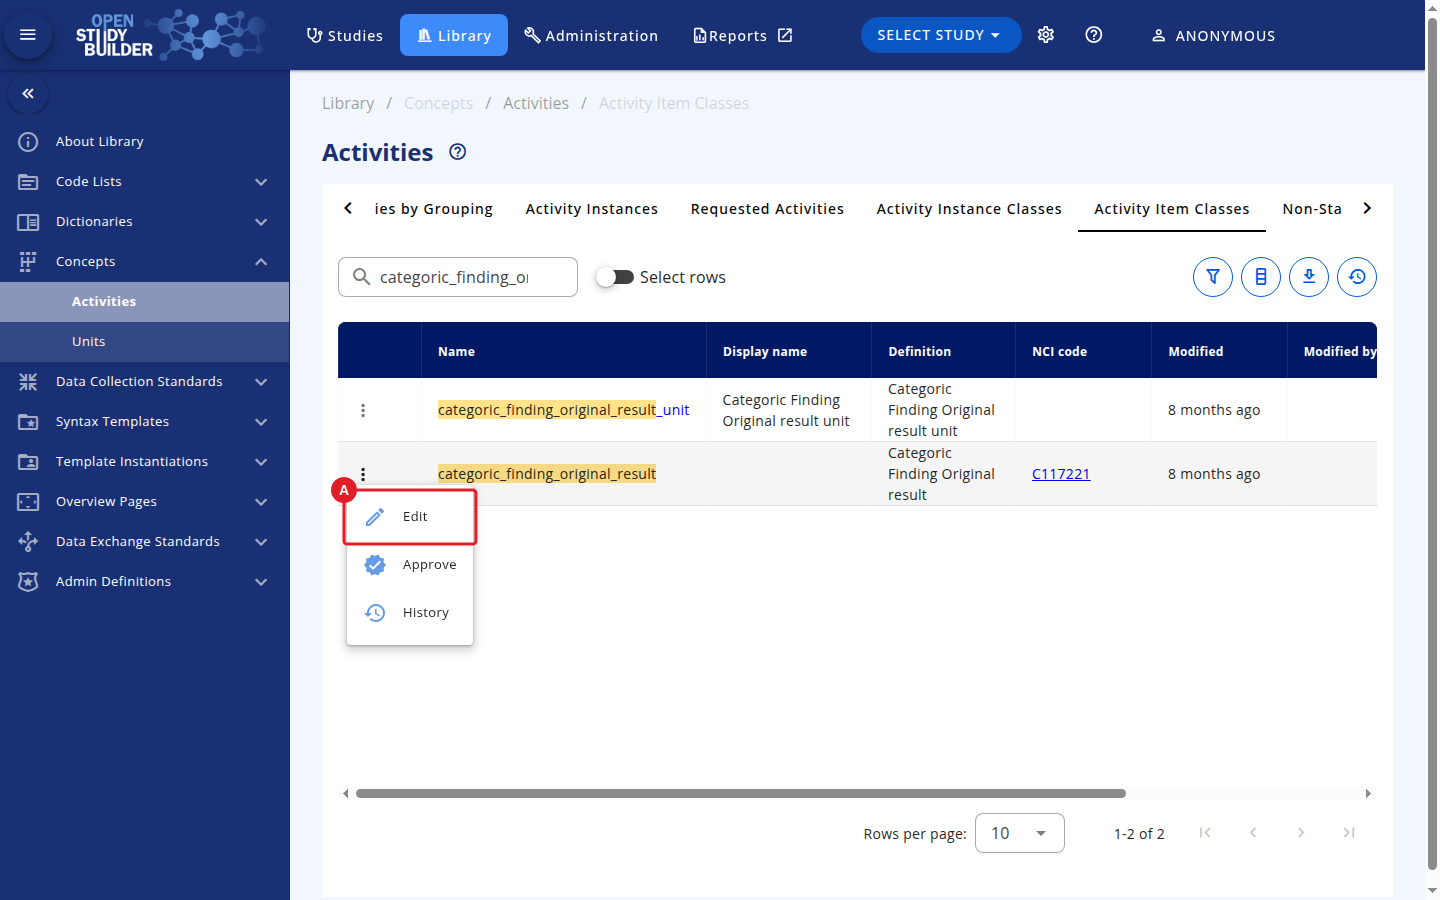 OPEN
STUDY
BUILDER
Studies
Library
Administration
Reports
SELECT STUDY
ANONYMOUS
About Library
Code Lists
Dictionaries
Concepts
Activities
Units
Data Collection Standards
Syntax Templates
Template Instantiations
Overview Pages
Data Exchange Standards
Admin Definitions
Library / Concepts / Activities / Activity Item Classes
Activities
ies by Grouping
Activity Instances
Requested Activities
Activity Instance Classes
Activity Item Classes
Non-Sta
categoric_finding_o
Select rows
Name
Display name
Definition
NCI code
Modified
Modified by
categoric_finding_original_result_unit
Categoric Finding
Original result unit
Categoric
Finding Original
result unit
8 months ago
categoric_finding_original_result
Categoric
Finding Original
result
C117221
8 months ago
A
Edit
Approve
History
Rows per page:
10
1-2 of 2